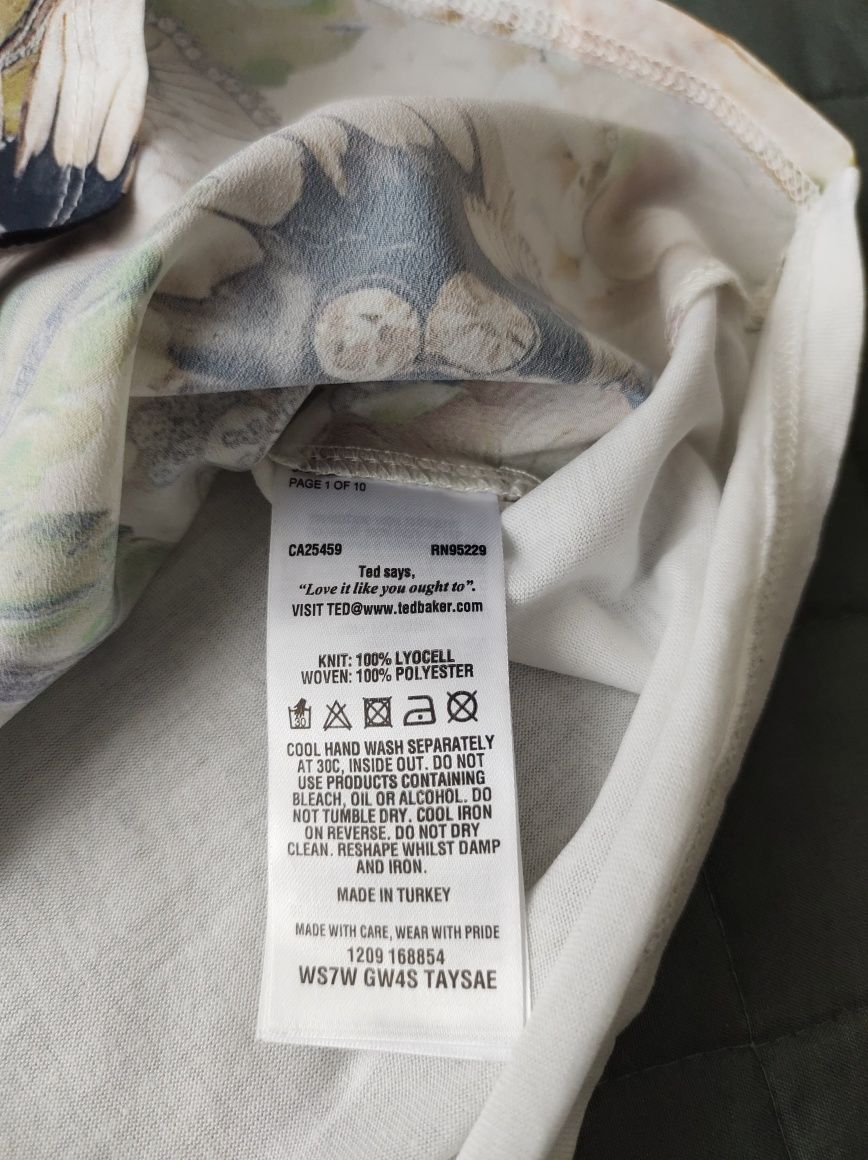 PAGE 1 OF 10
CA25459 RN95229
Ted says,
“Love it like you ought to”.
VISIT TED@www.tedbaker.com
KNIT: 100% LYOCELL
WOVEN: 100% POLYESTER
30
COOL HAND WASH SEPARATELY
AT 30C, INSIDE OUT. DO NOT
USE PRODUCTS CONTAINING
BLEACH, OIL OR ALCOHOL. DO
NOT TUMBLE DRY. COOL IRON
ON REVERSE. DO NOT DRY
CLEAN. RESHAPE WHILST DAMP
AND IRON.
MADE IN TURKEY
MADE WITH CARE, WEAR WITH PRIDE
1209 168854
WS7W GW4S TAYSAE